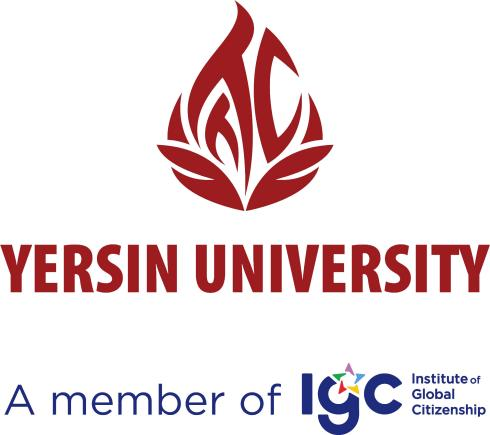 YERSIN UNIVERSITY
A member of IGC Institute of
Global
Citizenship